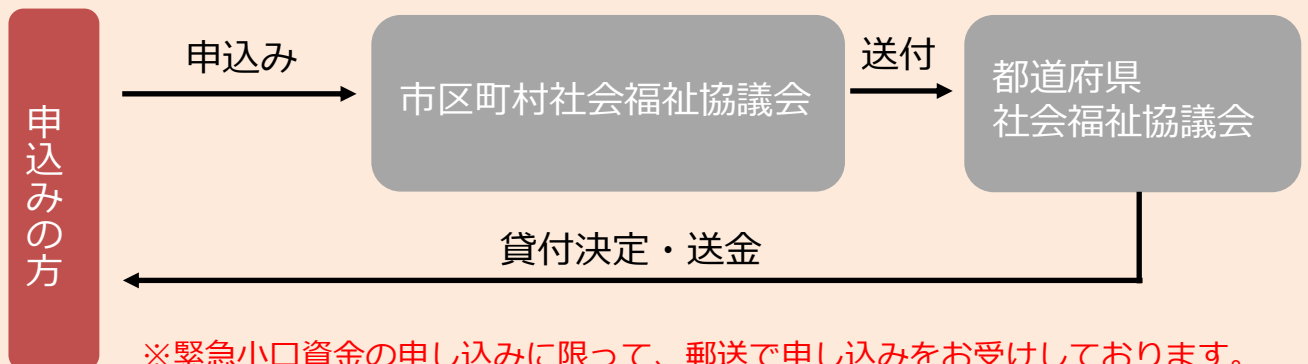 申込みの方
申込み
市区町村社会福祉協議会
送付
都道府県
社会福祉協議会
貸付決定・送金
※緊急小口資金の申し込みに限って、郵送で申し込みをお受けしております。